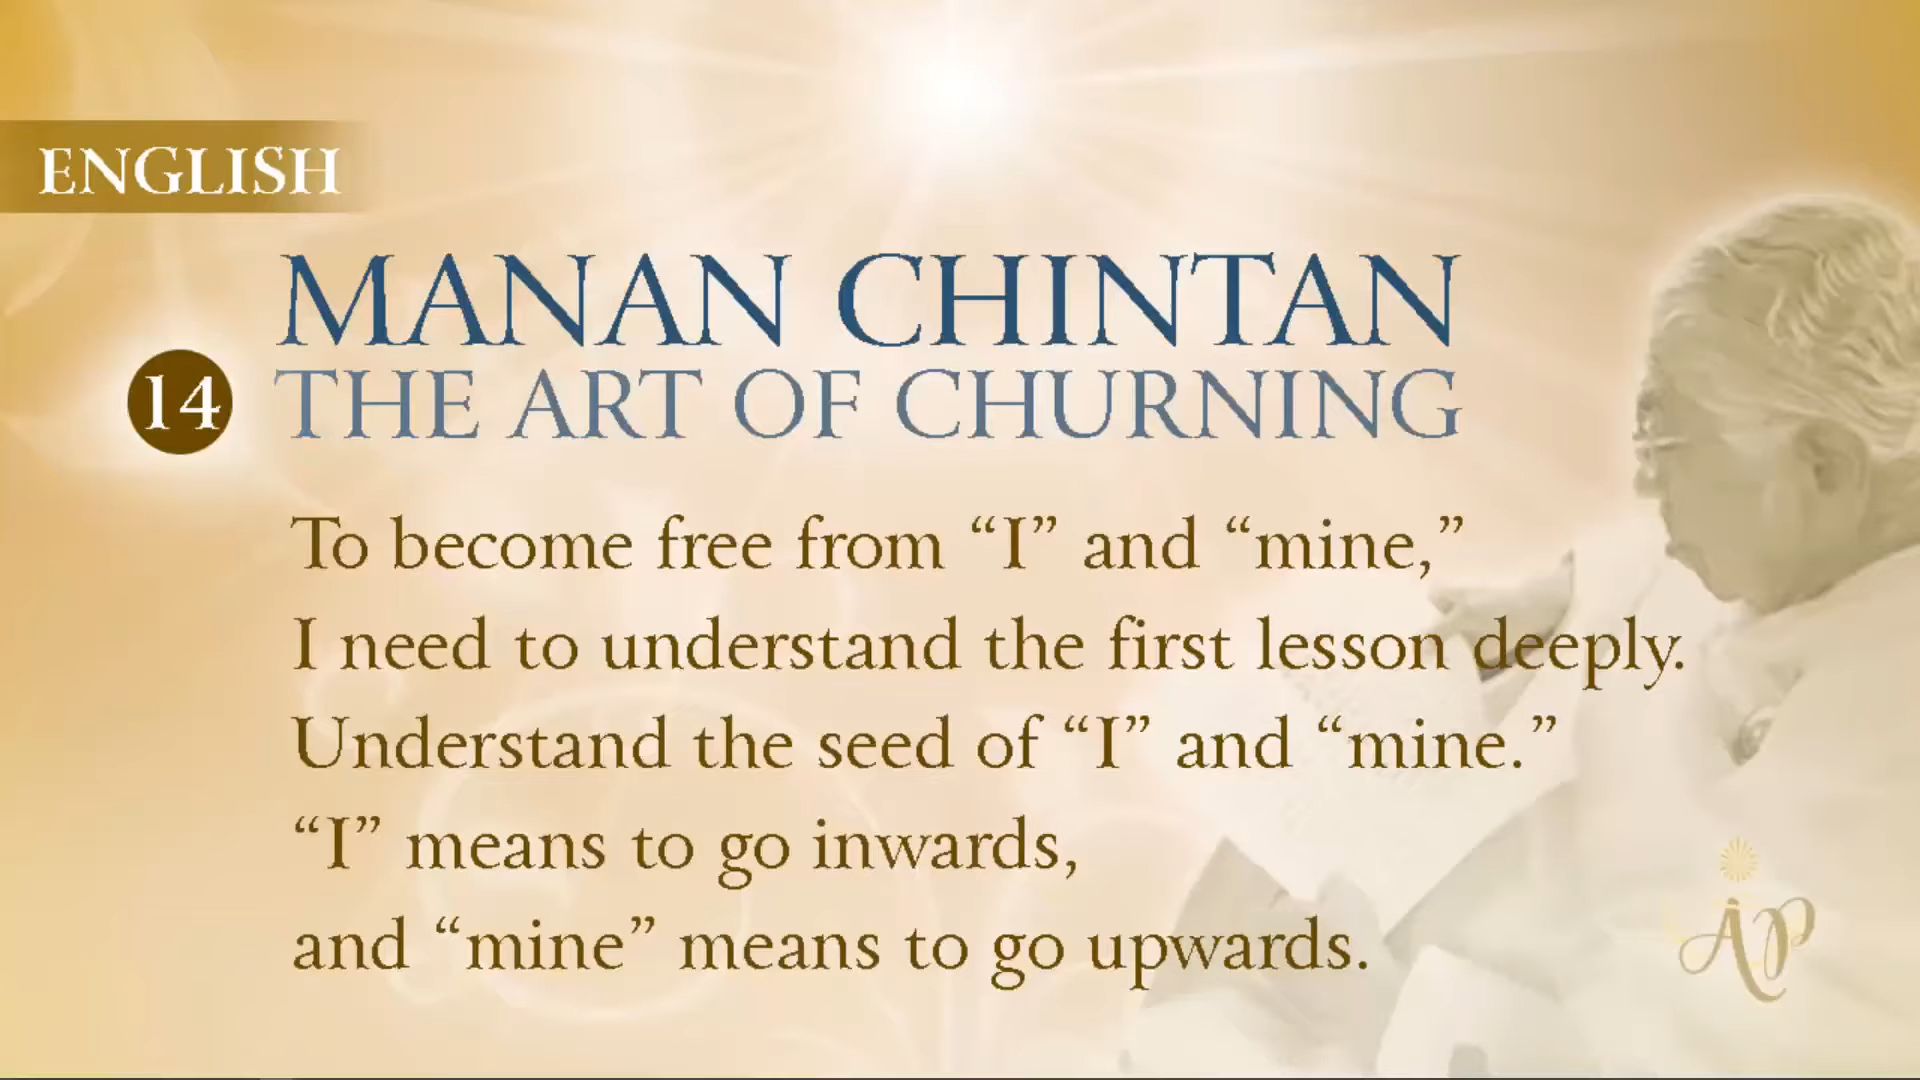 ENGLISH
MANAN CHINTAN
14 THE ART OF CHURNING
To become free from “I” and “mine,”
I need to understand the first lesson deeply.
Understand the seed of “I” and “mine.”
“I” means to go inwards,
and “mine” means to go upwards.
AP